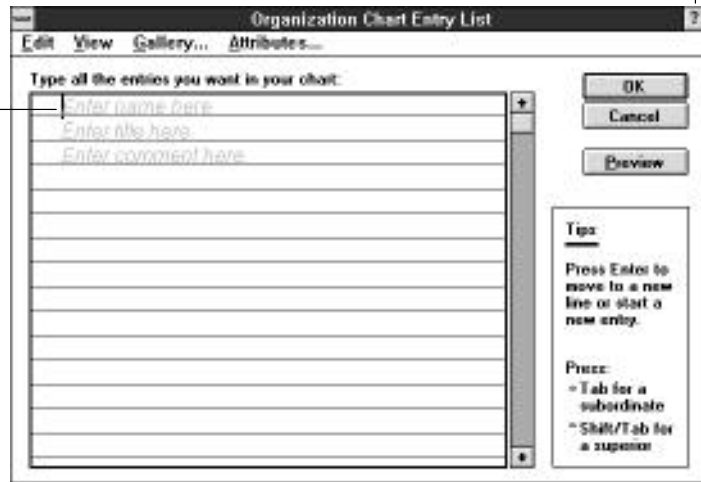 Organization Chart Entry List ?
Edit View Gallery... Attributes...
Type all the entries you want in your chart:
Enter name here
Enter title here
Enter comment here
OK
Cancel
Preview
Tips
Press Enter to
move to a new
line or start a
new entry.
Press:
- Tab for a
subordinate
- Shift/Tab for
a superior